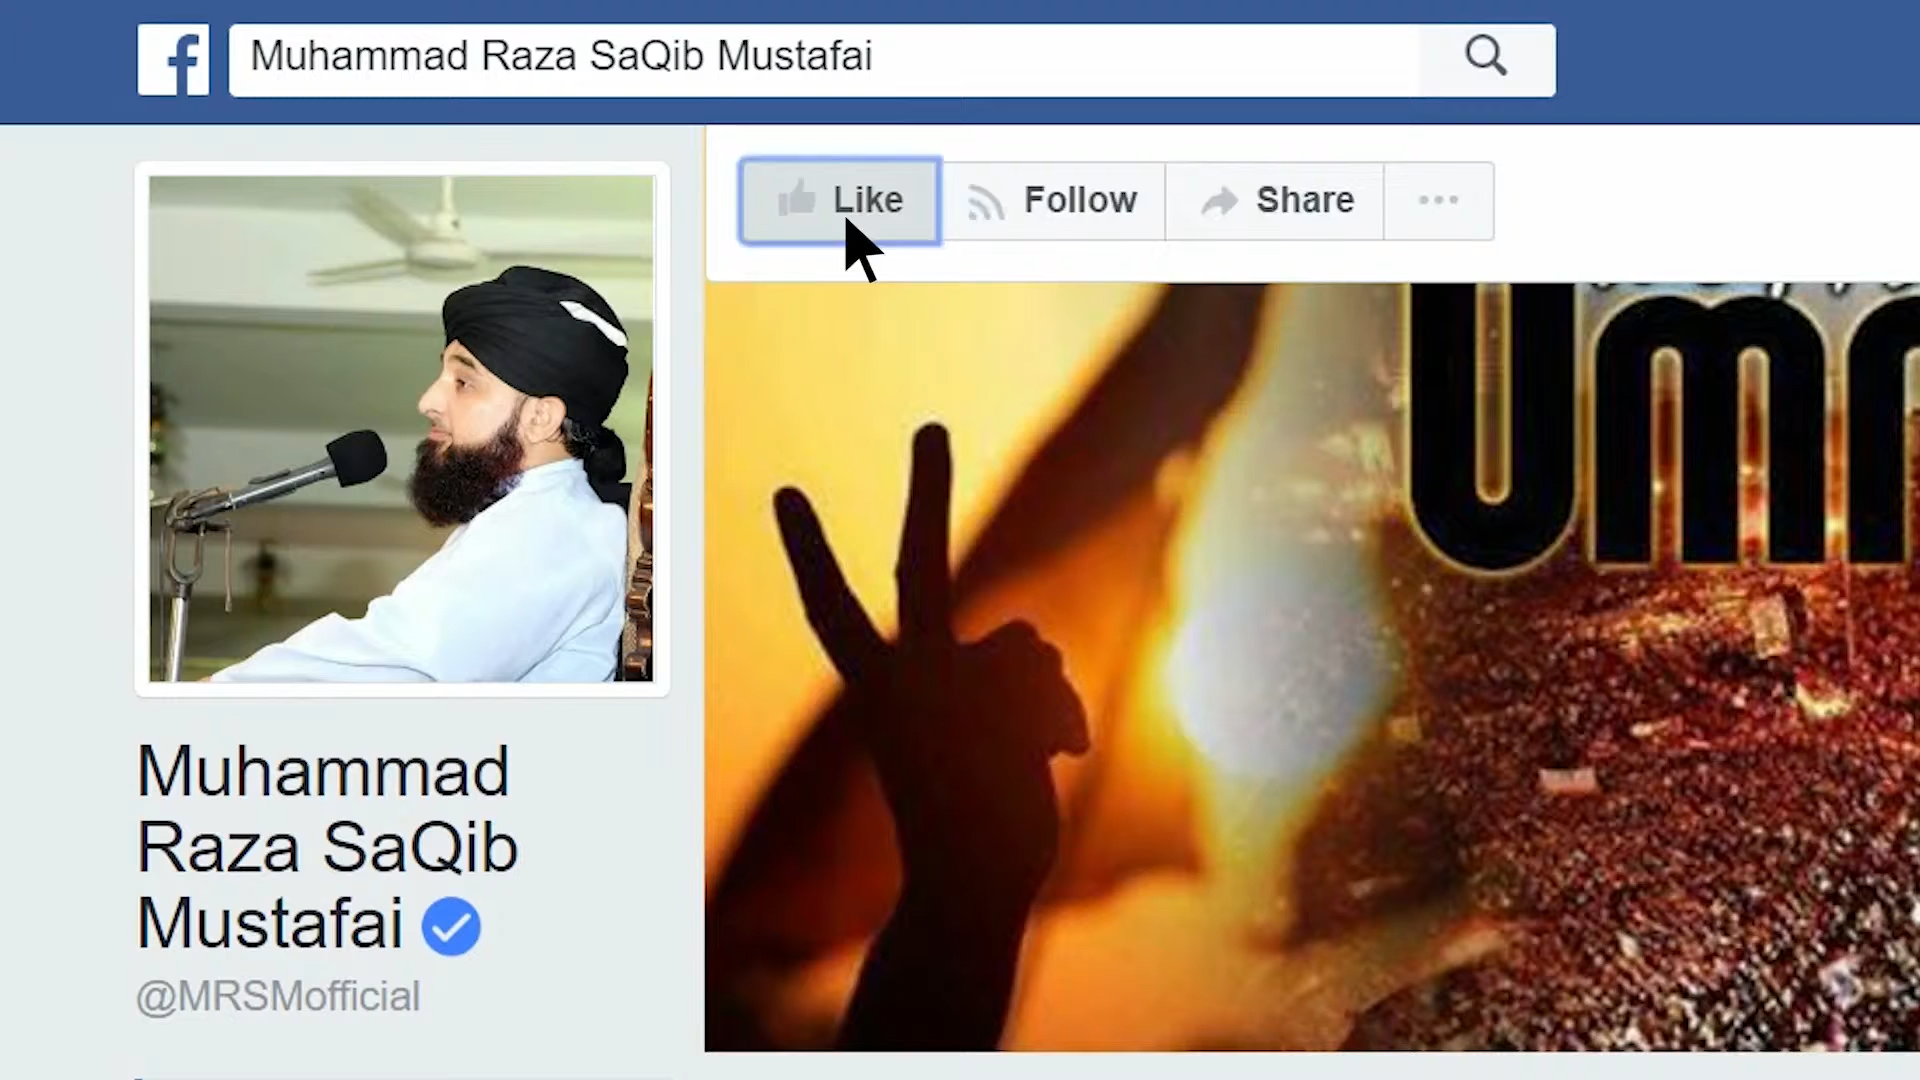 Muhammad Raza SaQib Mustafai
Like
Follow
Share
Muhammad
Raza SaQib
Mustafai
@MRSMofficial